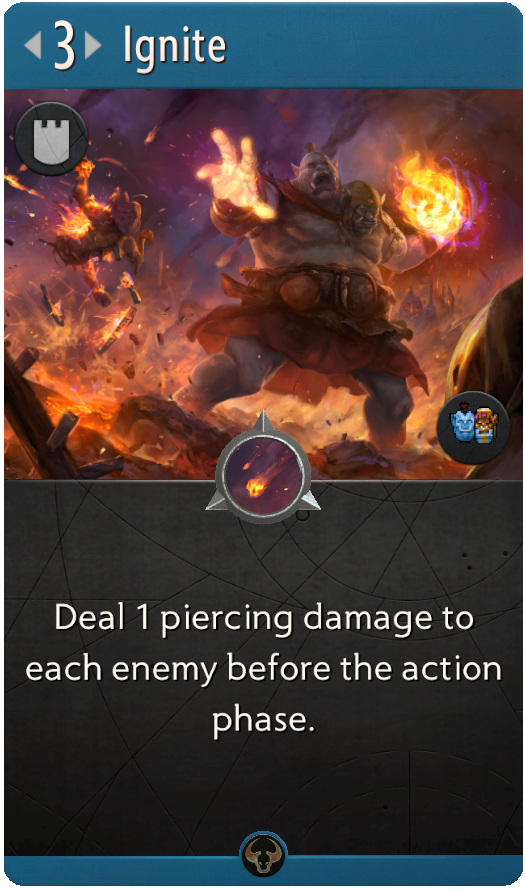 3 Ignite
Deal 1 piercing damage to
each enemy before the action
phase.